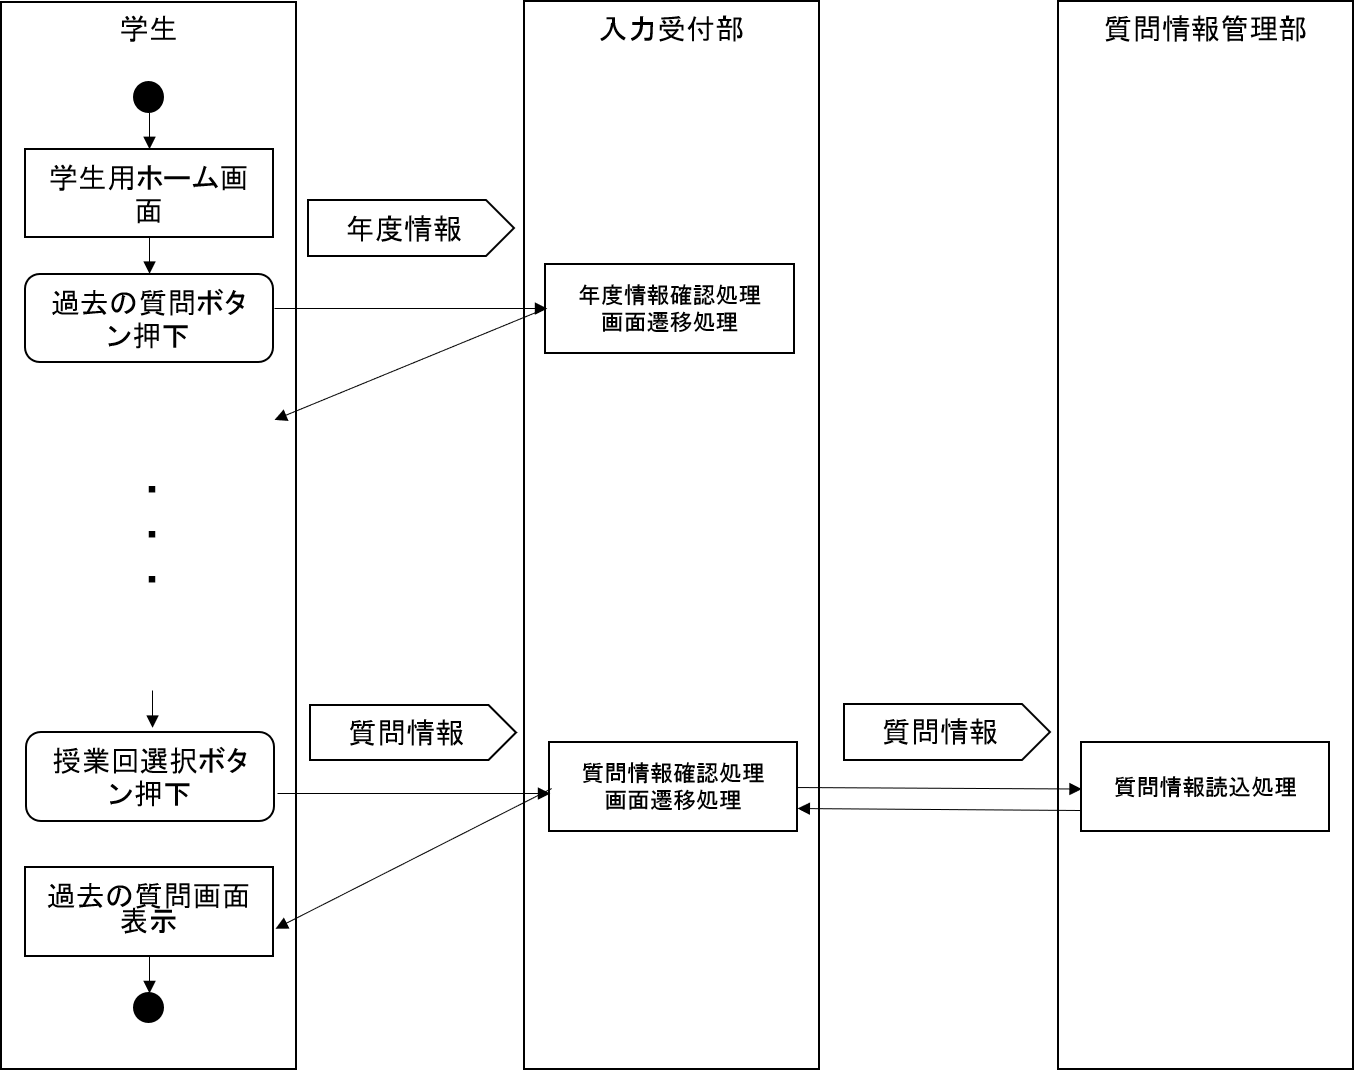 学生
入力受付部
質問情報管理部
学生用ホーム画
面
年度情報
過去の質問ボタ
ン押下
年度情報確認処理
画面遷移処理
・
・
・
授業回選択ボタ
ン押下
質問情報
質問情報確認処理
画面遷移処理
質問情報
質問情報読込処理
過去の質問画面
表示